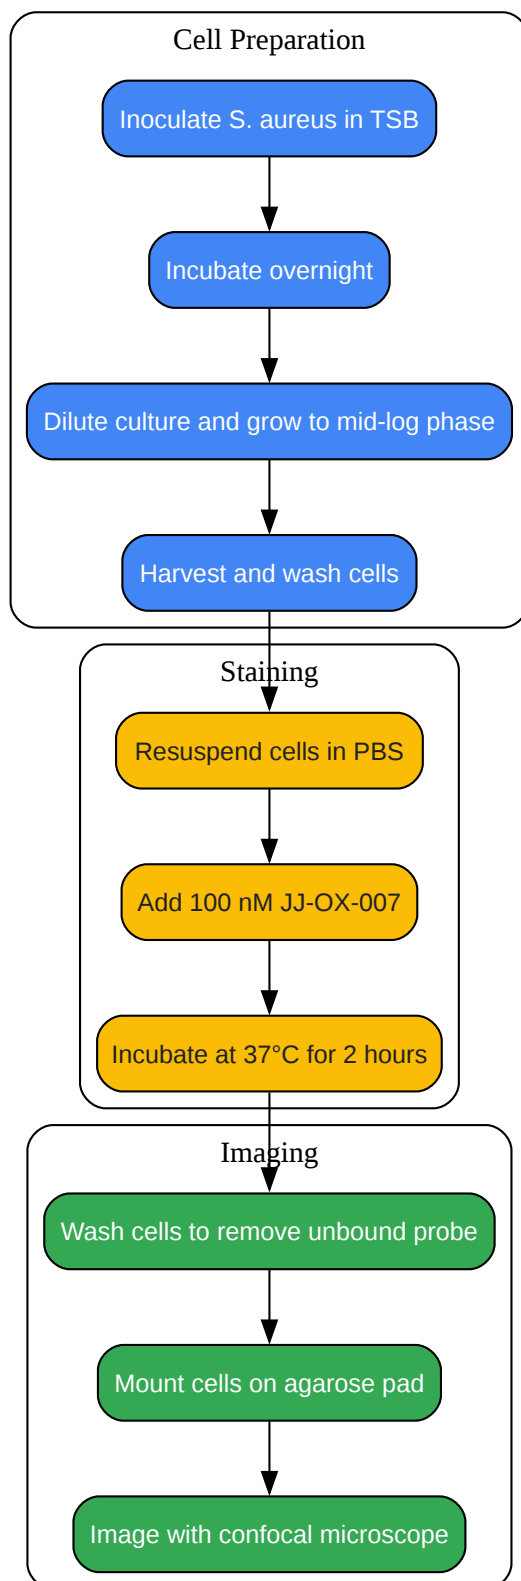 Cell Preparation
Inoculate S. aureus in TSB
Incubate overnight
Dilute culture and grow to mid-log phase
Harvest and wash cells
Staining
Resuspend cells in PBS
Add 100 nM JJ-OX-007
Incubate at 37°C for 2 hours
Imaging
Wash cells to remove unbound probe
Mount cells on agarose pad
Image with confocal microscope